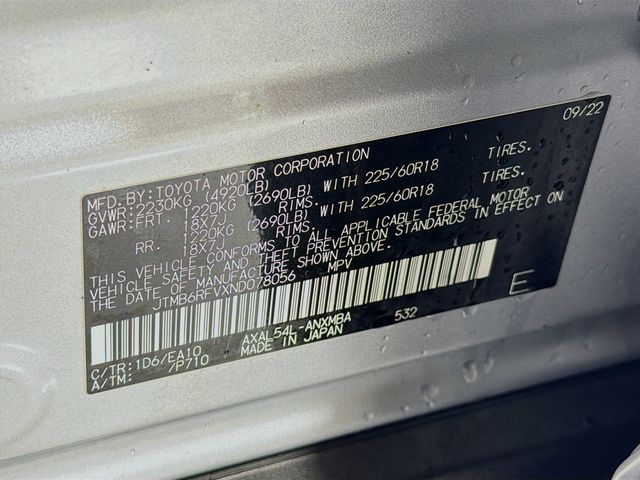 09/22
MFD.BY:TOYOTA MOTOR CORPORATION
GVWR:2230KG (4920LB)
GAWR:FRT. 1220KG (2690LB) WITH 225/60R18 TIRES.
18X7J RIMS.
RR. 1220KG (2690LB) WITH 225/60R18 TIRES.
18X7J RIMS.
THIS VEHICLE CONFORMS TO ALL APPLICABLE FEDERAL MOTOR
VEHICLE SAFETY AND THEFT PREVENTION STANDARDS IN EFFECT ON
THE DATE OF MANUFACTURE SHOWN ABOVE.
JTMB6RFVXND078056 MPV
E
C/TR:1D6/EA10 AXAL54L-ANXMBA 532
A/TM: /P710 MADE IN JAPAN